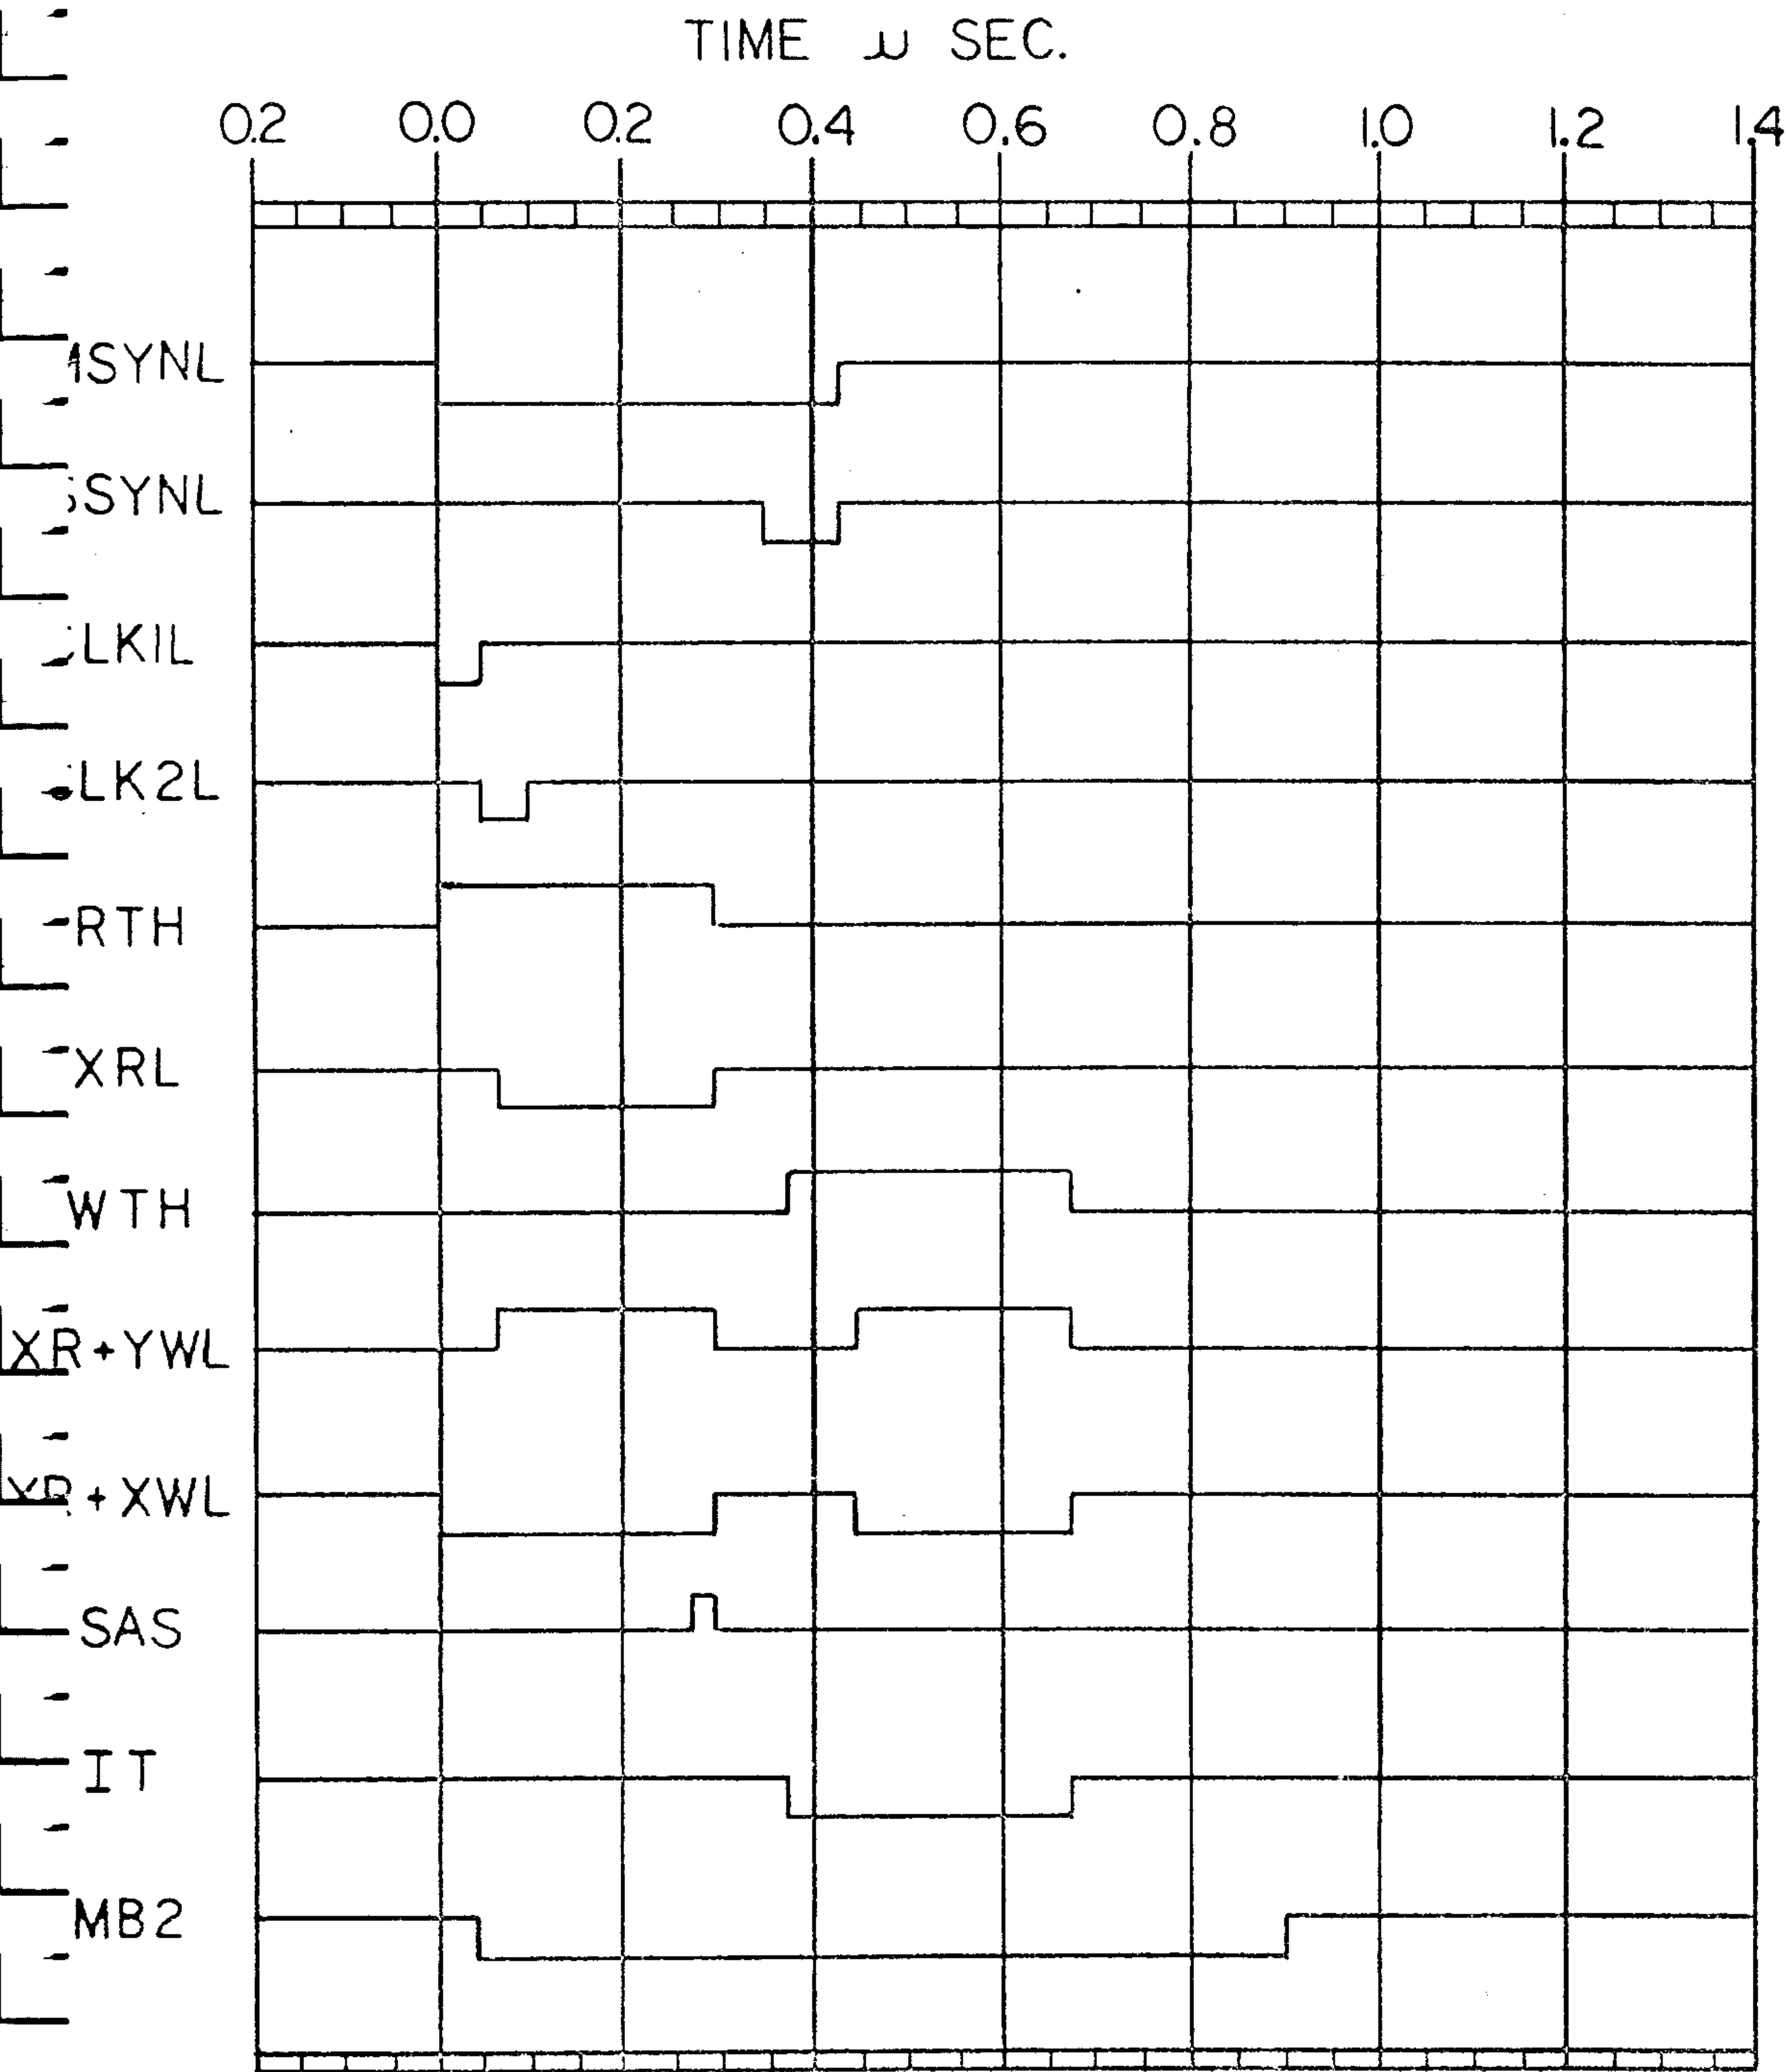 TIME µ SEC.
0.2 0.0 0.2 0.4 0.6 0.8 1.0 1.2 1.4
SYNL
SYNL
LK1L
LK2L
RTH
XRL
WTH
XR+YWL
XR+XWL
SAS
IT
MB2